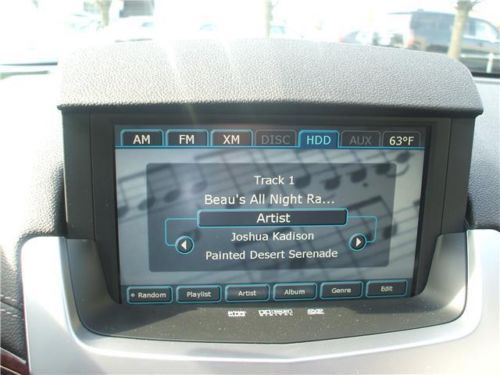 AM FM XM DISC HDD AUX 63°F
Track 1
Beau's All Night Ra...
Artist
Joshua Kadison
Painted Desert Serenade
Random Playlist Artist Album Genre Edit